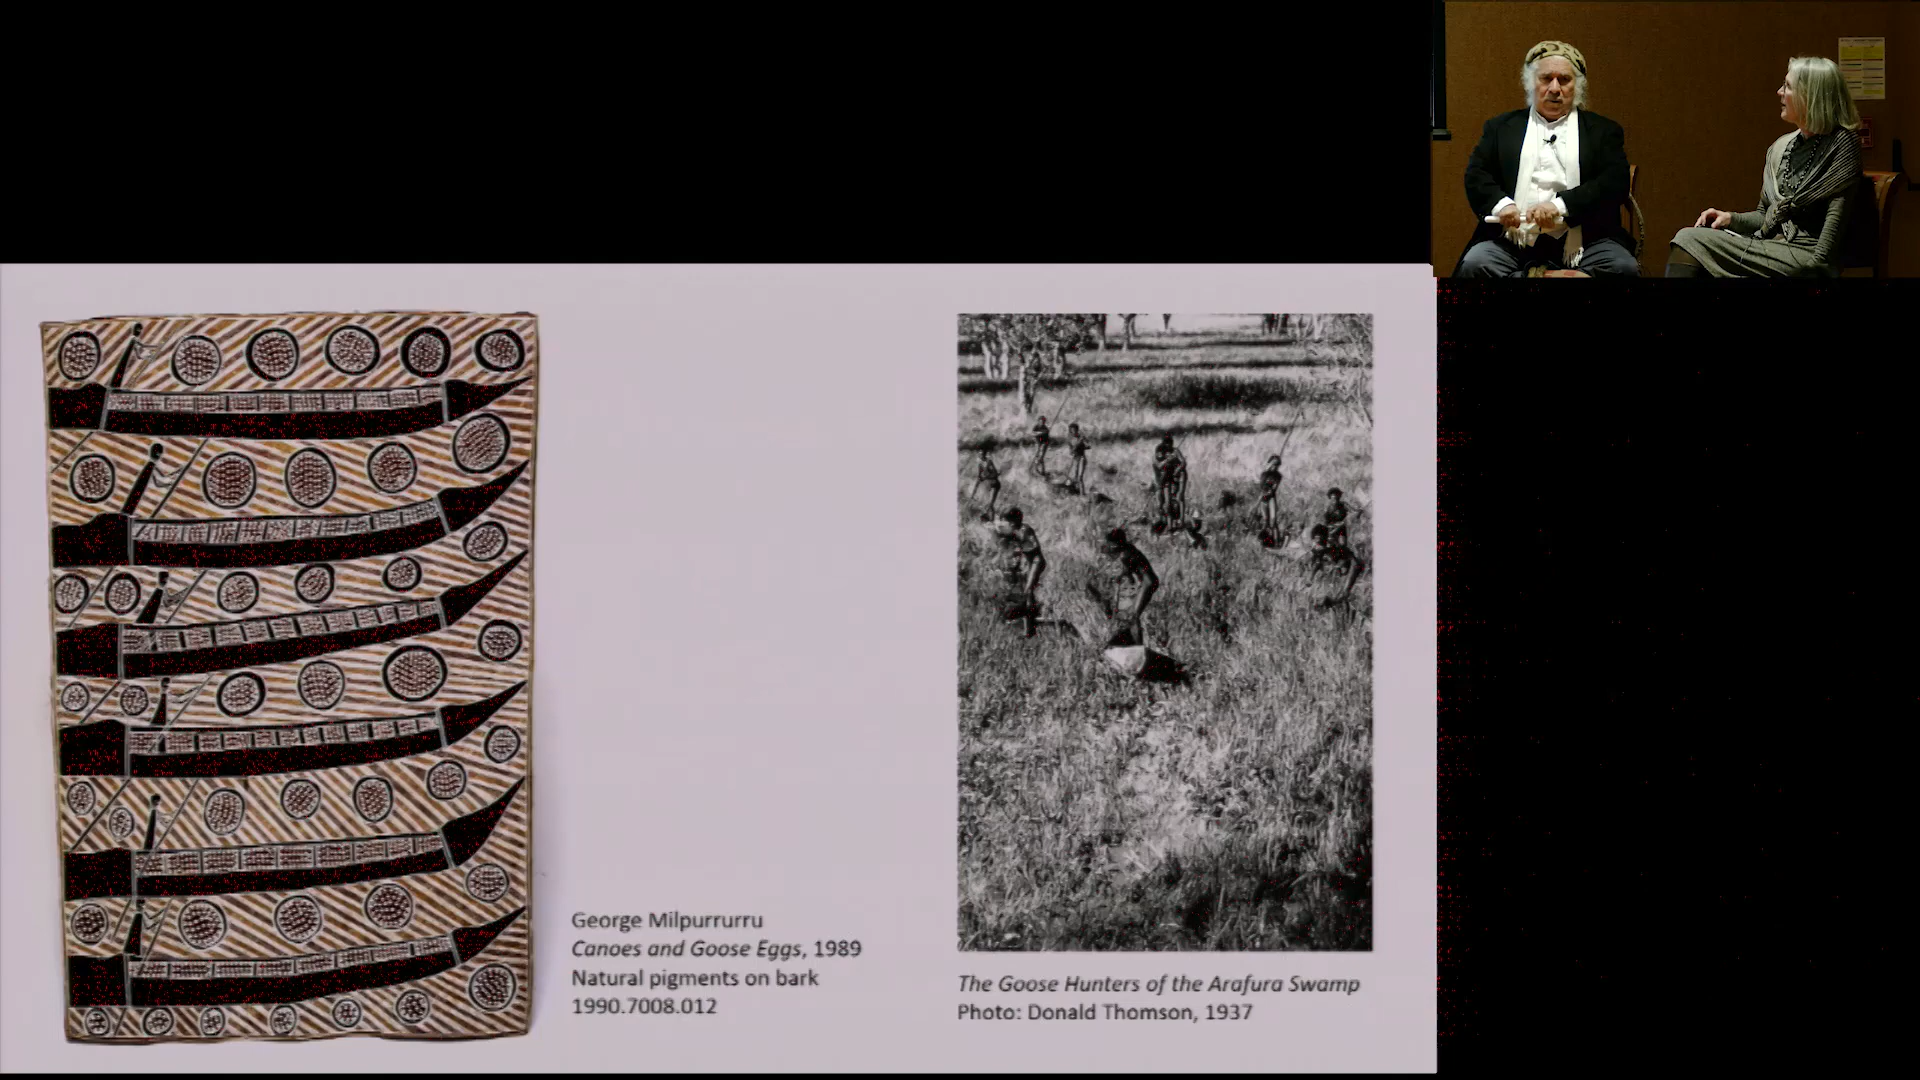 George Milpurrurru
Canoes and Goose Eggs, 1989
Natural pigments on bark
1990.7008.012
The Goose Hunters of the Arafura Swamp
Photo: Donald Thomson, 1937